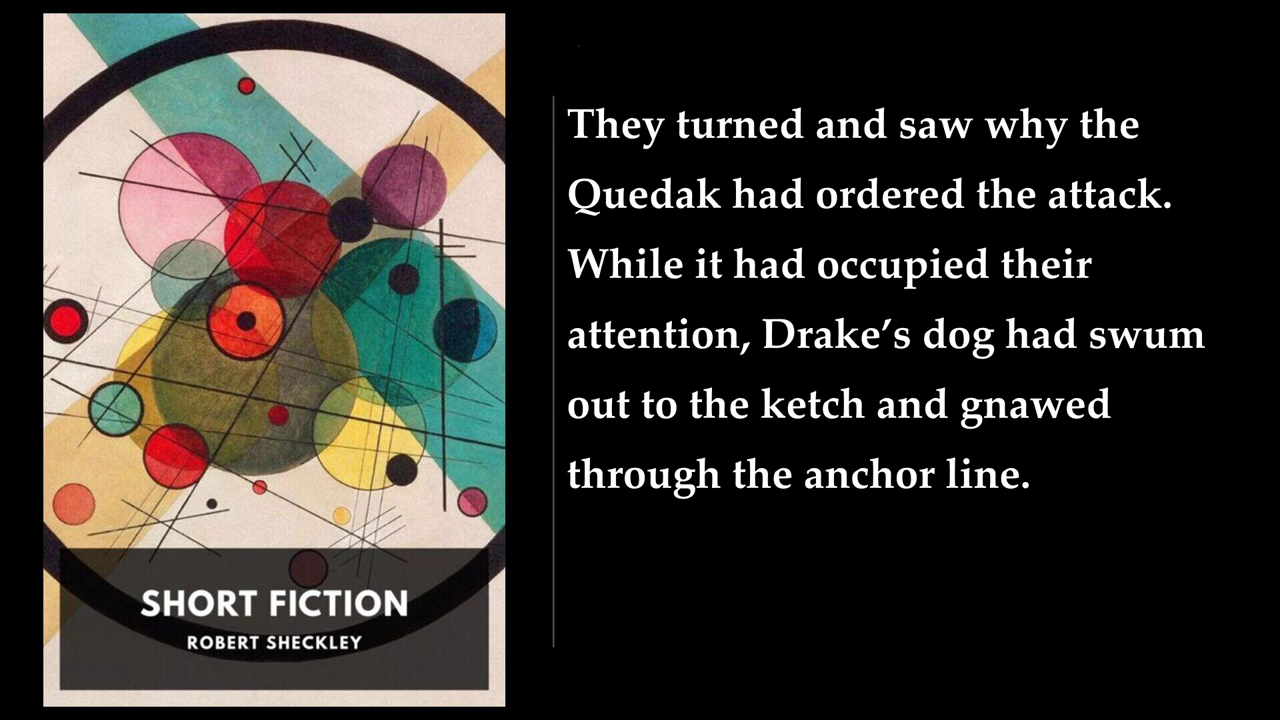 They turned and saw why the
Quedak had ordered the attack.
While it had occupied their
attention, Drake’s dog had swum
out to the ketch and gnawed
through the anchor line.
SHORT FICTION
ROBERT SHECKLEY